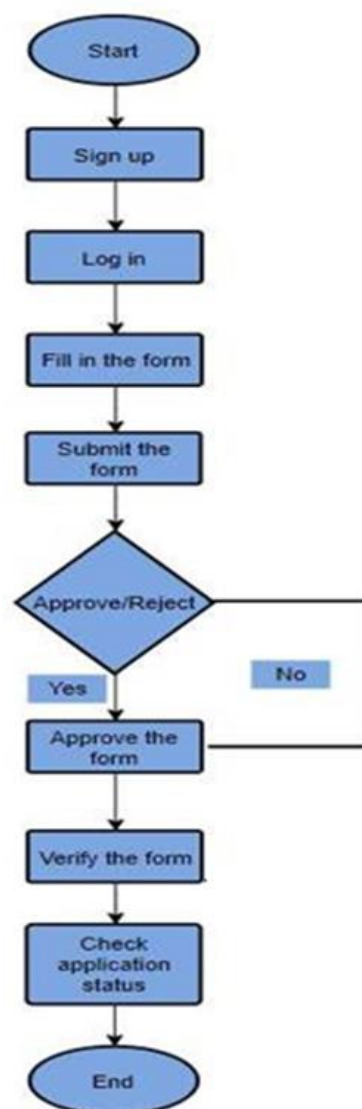 Start
Sign up
Log in
Fill in the form
Submit the
form
Approve/Reject
Yes
No
Approve the
form
Verify the form
Check
application
status
End